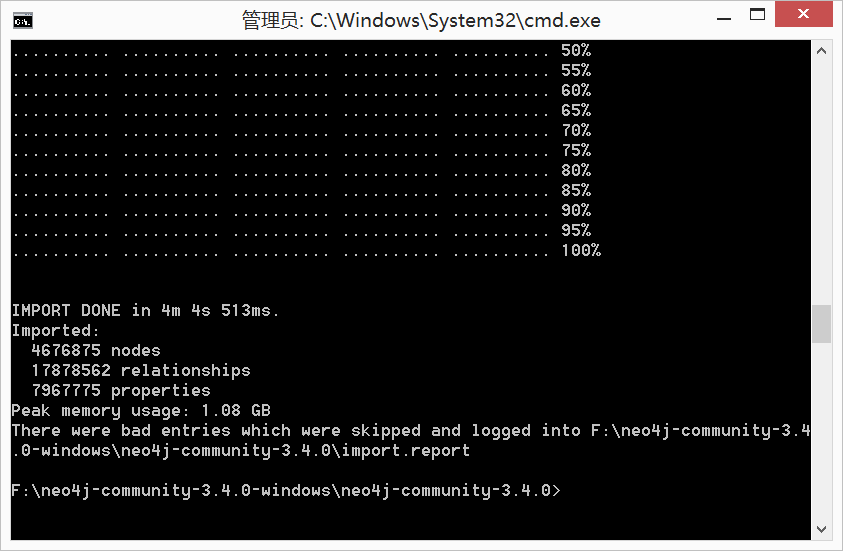 管理员: C:\Windows\System32\cmd.exe
.......... .......... .......... .......... .......... 50%
.......... .......... .......... .......... .......... 55%
.......... .......... .......... .......... .......... 60%
.......... .......... .......... .......... .......... 65%
.......... .......... .......... .......... .......... 70%
.......... .......... .......... .......... .......... 75%
.......... .......... .......... .......... .......... 80%
.......... .......... .......... .......... .......... 85%
.......... .......... .......... .......... .......... 90%
.......... .......... .......... .......... .......... 95%
.......... .......... .......... .......... .......... 100%
IMPORT DONE in 4m 4s 513ms.
Imported:
  4676875 nodes
  17878562 relationships
  7967775 properties
Peak memory usage: 1.08 GB
There were bad entries which were skipped and logged into F:\neo4j-community-3.4
.0-windows\neo4j-community-3.4.0\import.report
F:\neo4j-community-3.4.0-windows\neo4j-community-3.4.0>